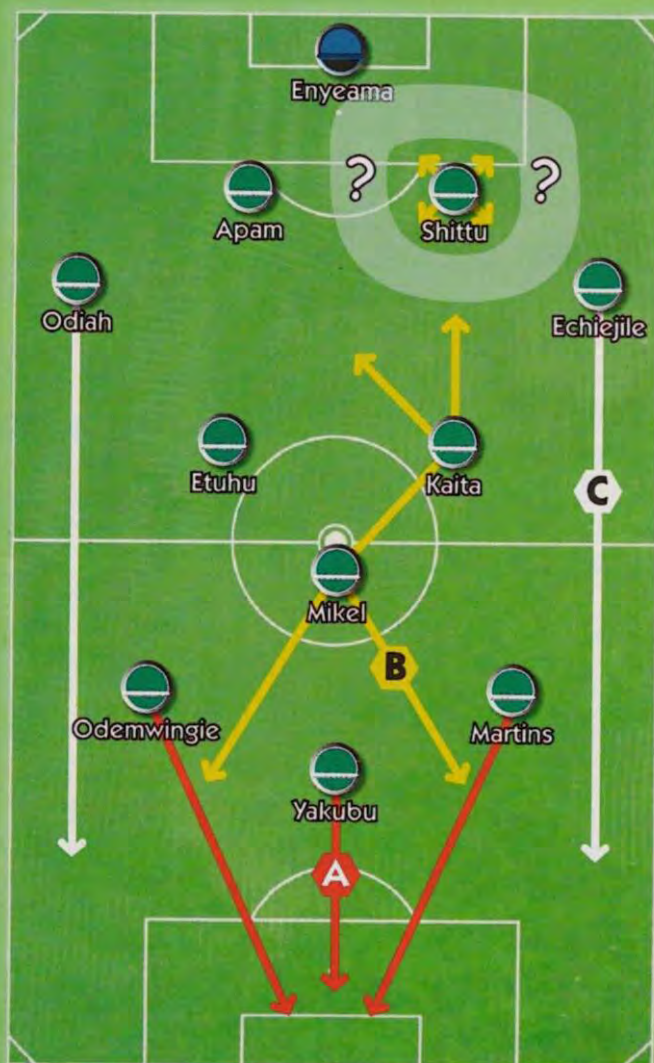 Enyeama
? ?
Apam Shittu
Odiah Echiejile
Etuhu Kaita
C
Mikel
B
Odemwingie Martins
Yakubu
A